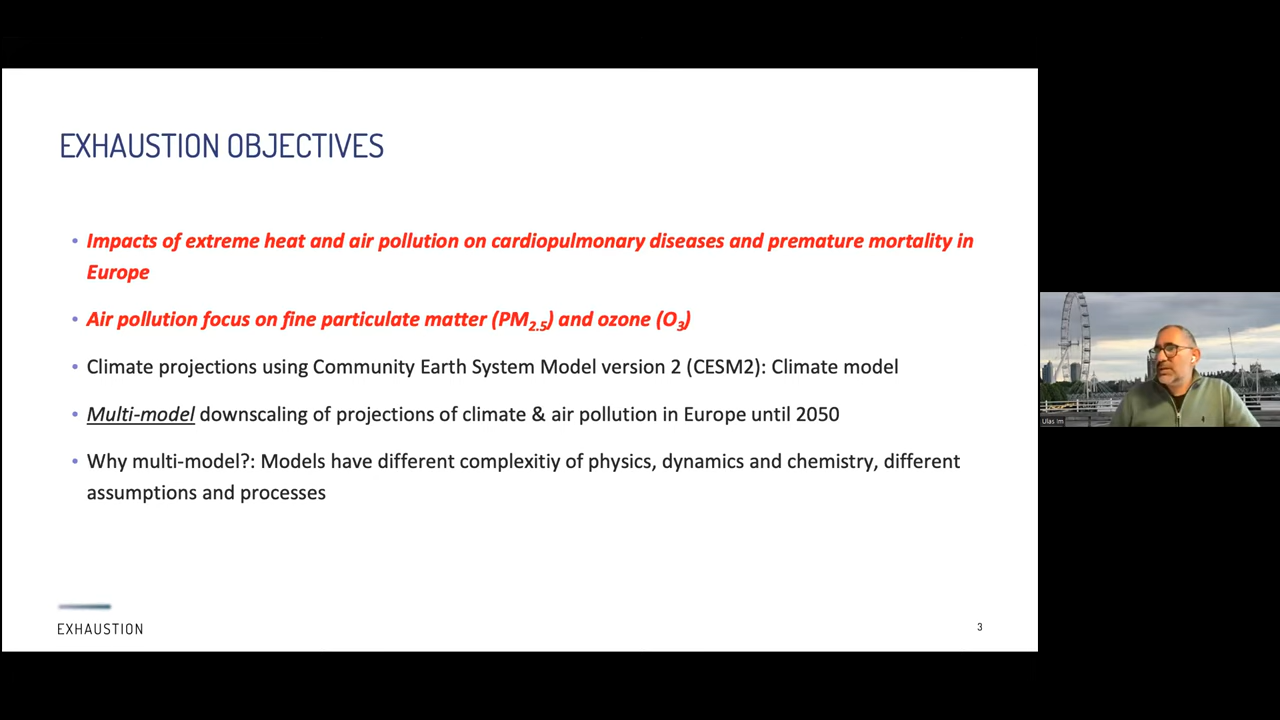 EXHAUSTION OBJECTIVES
• Impacts of extreme heat and air pollution on cardiopulmonary diseases and premature mortality in
Europe
• Air pollution focus on fine particulate matter (PM2.5) and ozone (O3)
• Climate projections using Community Earth System Model version 2 (CESM2): Climate model
• Multi-model downscaling of projections of climate & air pollution in Europe until 2050
• Why multi-model?: Models have different complexitiy of physics, dynamics and chemistry, different
assumptions and processes
EXHAUSTION
3
Ulas Im